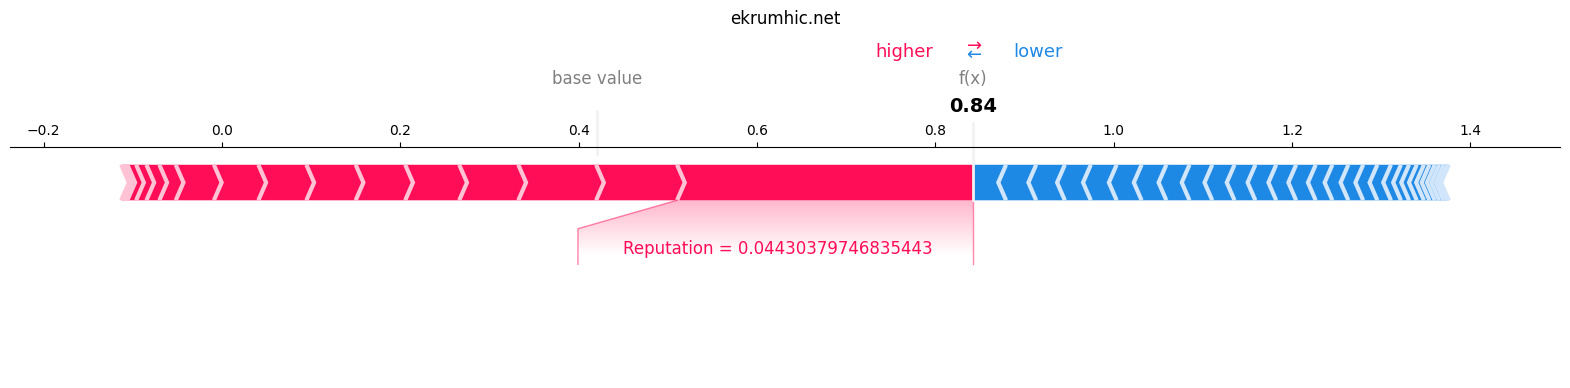 ekrumhic.net
higher → ← lower
base value f(x)
0.84
−0.2 0.0 0.2 0.4 0.6 0.8 1.0 1.2 1.4
Reputation = 0.04430379746835443